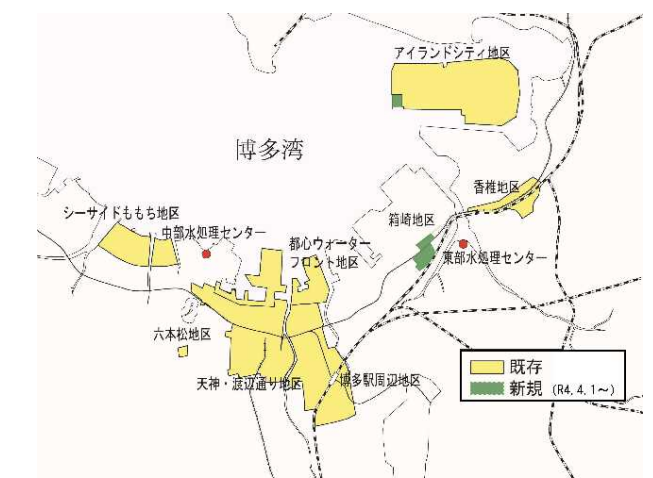 アイランドシティ地区
博多湾
香椎地区
シーサイドももち地区
箱崎地区
中部水処理センター
都心ウォーター
フロント地区
東部水処理センター
六本松地区
天神・渡辺通り地区
博多駅周辺地区
既存
新規 (R4.4.1~)